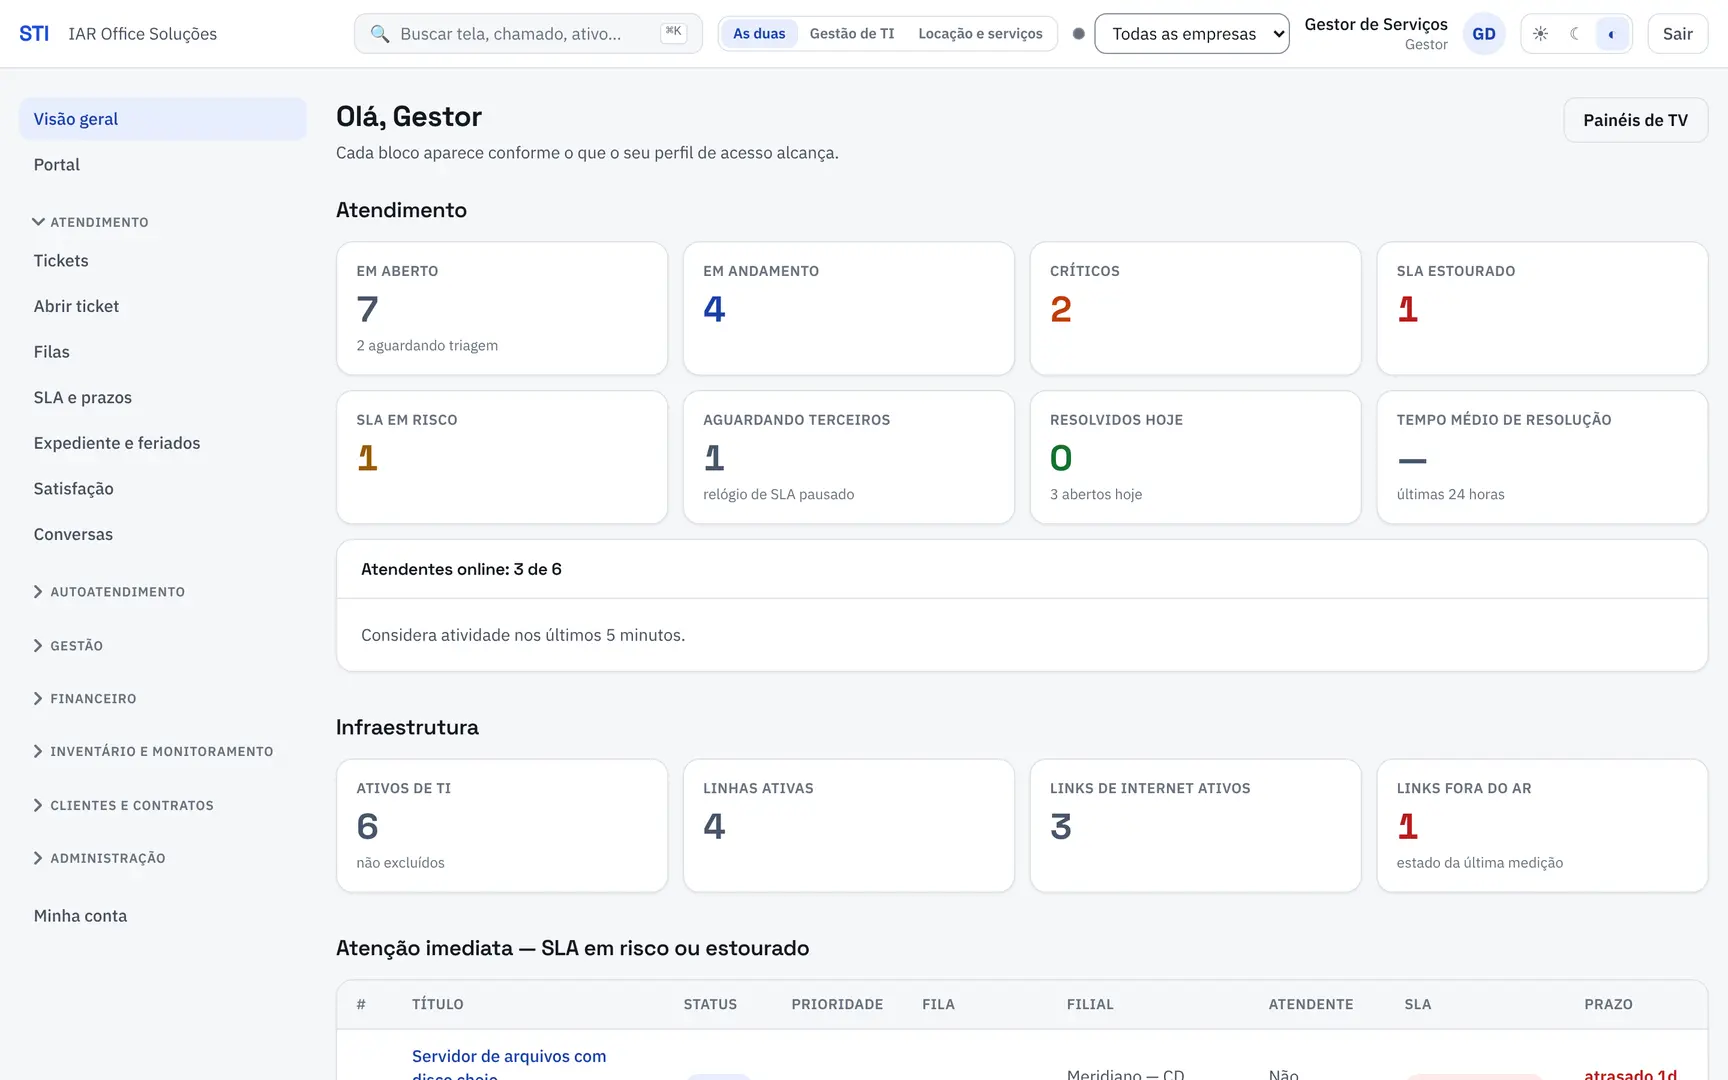 STI IAR Office Soluções
Buscar tela, chamado, ativo... ⌘K
As duas Gestão de TI Locação e serviços
Todas as empresas
Gestor de Serviços
Gestor
GD
Sair
Visão geral
Portal
ATENDIMENTO
Tickets
Abrir ticket
Filas
SLA e prazos
Expediente e feriados
Satisfação
Conversas
AUTOATENDIMENTO
GESTÃO
FINANCEIRO
INVENTÁRIO E MONITORAMENTO
CLIENTES E CONTRATOS
ADMINISTRAÇÃO
Minha conta
Olá, Gestor
Cada bloco aparece conforme o que o seu perfil de acesso alcança.
Painéis de TV
Atendimento
EM ABERTO
7
2 aguardando triagem
EM ANDAMENTO
4
CRÍTICOS
2
SLA ESTOURADO
1
SLA EM RISCO
1
AGUARDANDO TERCEIROS
1
relógio de SLA pausado
RESOLVIDOS HOJE
0
3 abertos hoje
TEMPO MÉDIO DE RESOLUÇÃO
—
últimas 24 horas
Atendentes online: 3 de 6
Considera atividade nos últimos 5 minutos.
Infraestrutura
ATIVOS DE TI
6
não excluídos
LINHAS ATIVAS
4
LINKS DE INTERNET ATIVOS
3
LINKS FORA DO AR
1
estado da última medição
Atenção imediata — SLA em risco ou estourado
# TÍTULO STATUS PRIORIDADE FILA FILIAL ATENDENTE SLA PRAZO
Servidor de arquivos com
disco cheio
Meridiano — CD
Não
atrasado 1d